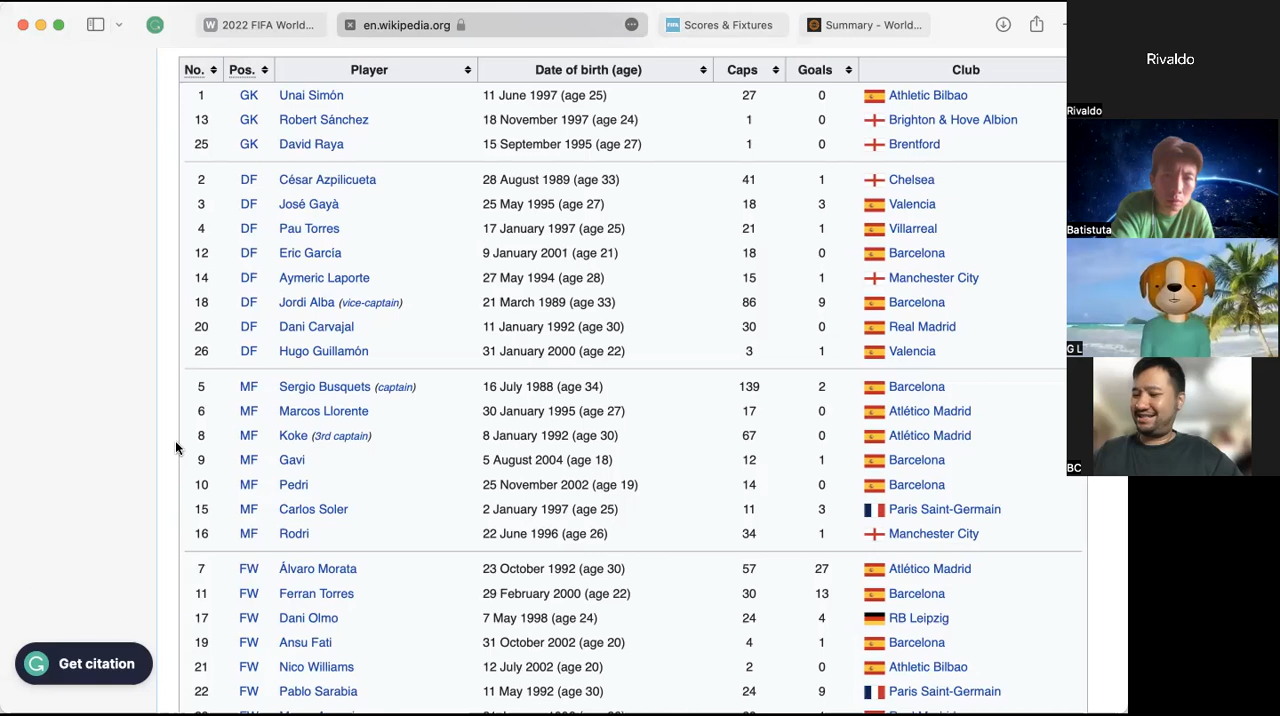 2022 FIFA World...
en.wikipedia.org
Scores & Fixtures
Summary - World...
No. Pos. Player Date of birth (age) Caps Goals Club
1 GK Unai Simón 11 June 1997 (age 25) 27 0 Athletic Bilbao
13 GK Robert Sánchez 18 November 1997 (age 24) 1 0 Brighton & Hove Albion
25 GK David Raya 15 September 1995 (age 27) 1 0 Brentford
2 DF César Azpilicueta 28 August 1989 (age 33) 41 1 Chelsea
3 DF José Gayà 25 May 1995 (age 27) 18 3 Valencia
4 DF Pau Torres 17 January 1997 (age 25) 21 1 Villarreal
12 DF Eric García 9 January 2001 (age 21) 18 0 Barcelona
14 DF Aymeric Laporte 27 May 1994 (age 28) 15 1 Manchester City
18 DF Jordi Alba (vice-captain) 21 March 1989 (age 33) 86 9 Barcelona
20 DF Dani Carvajal 11 January 1992 (age 30) 30 0 Real Madrid
26 DF Hugo Guillamón 31 January 2000 (age 22) 3 1 Valencia
5 MF Sergio Busquets (captain) 16 July 1988 (age 34) 139 2 Barcelona
6 MF Marcos Llorente 30 January 1995 (age 27) 17 0 Atlético Madrid
8 MF Koke (3rd captain) 8 January 1992 (age 30) 67 0 Atlético Madrid
9 MF Gavi 5 August 2004 (age 18) 12 1 Barcelona
10 MF Pedri 25 November 2002 (age 19) 14 0 Barcelona
15 MF Carlos Soler 2 January 1997 (age 25) 11 3 Paris Saint-Germain
16 MF Rodri 22 June 1996 (age 26) 34 1 Manchester City
7 FW Álvaro Morata 23 October 1992 (age 30) 57 27 Atlético Madrid
11 FW Ferran Torres 29 February 2000 (age 22) 30 13 Barcelona
17 FW Dani Olmo 7 May 1998 (age 24) 24 4 RB Leipzig
19 FW Ansu Fati 31 October 2002 (age 20) 4 1 Barcelona
21 FW Nico Williams 12 July 2002 (age 20) 2 0 Athletic Bilbao
22 FW Pablo Sarabia 11 May 1992 (age 30) 24 9 Paris Saint-Germain
Get citation
Rivaldo
Rivaldo
Batistuta
G L
BC